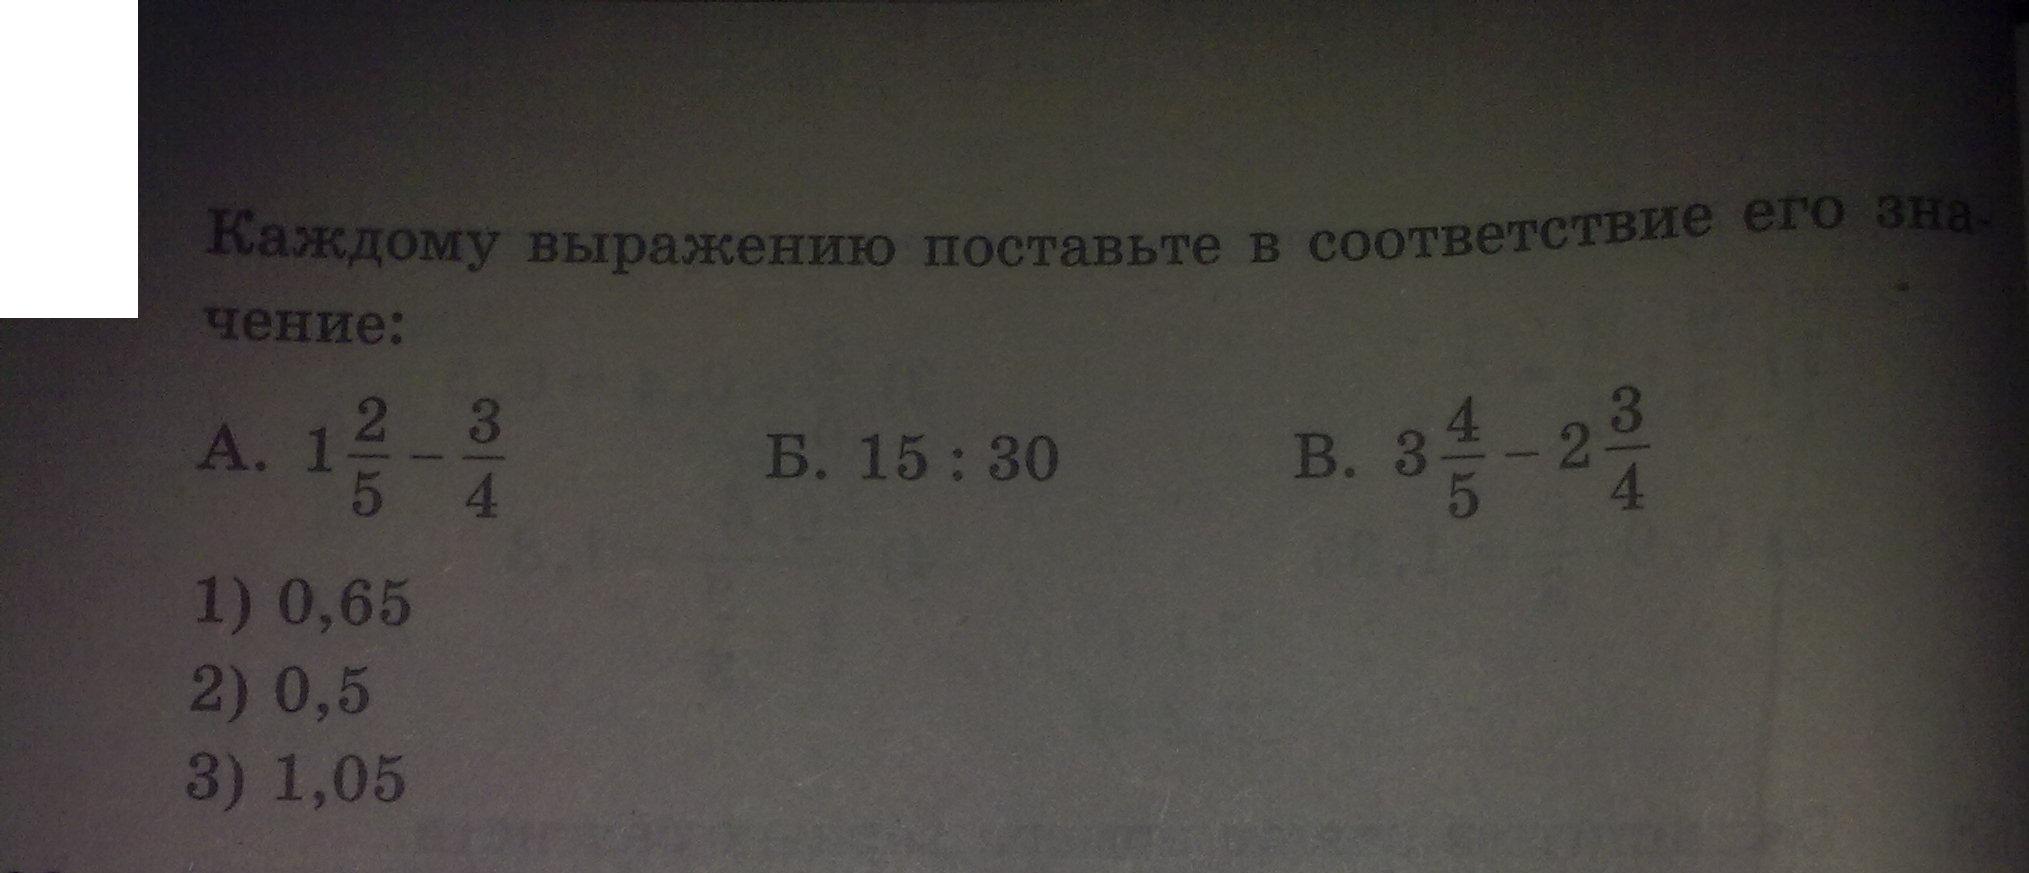 Каждому выражению поставьте в соответствие его зна-
чение:
А. 1 2/5 − 3/4 Б. 15 : 30 В. 3 4/5 − 2 3/4
1) 0,65
2) 0,5
3) 1,05